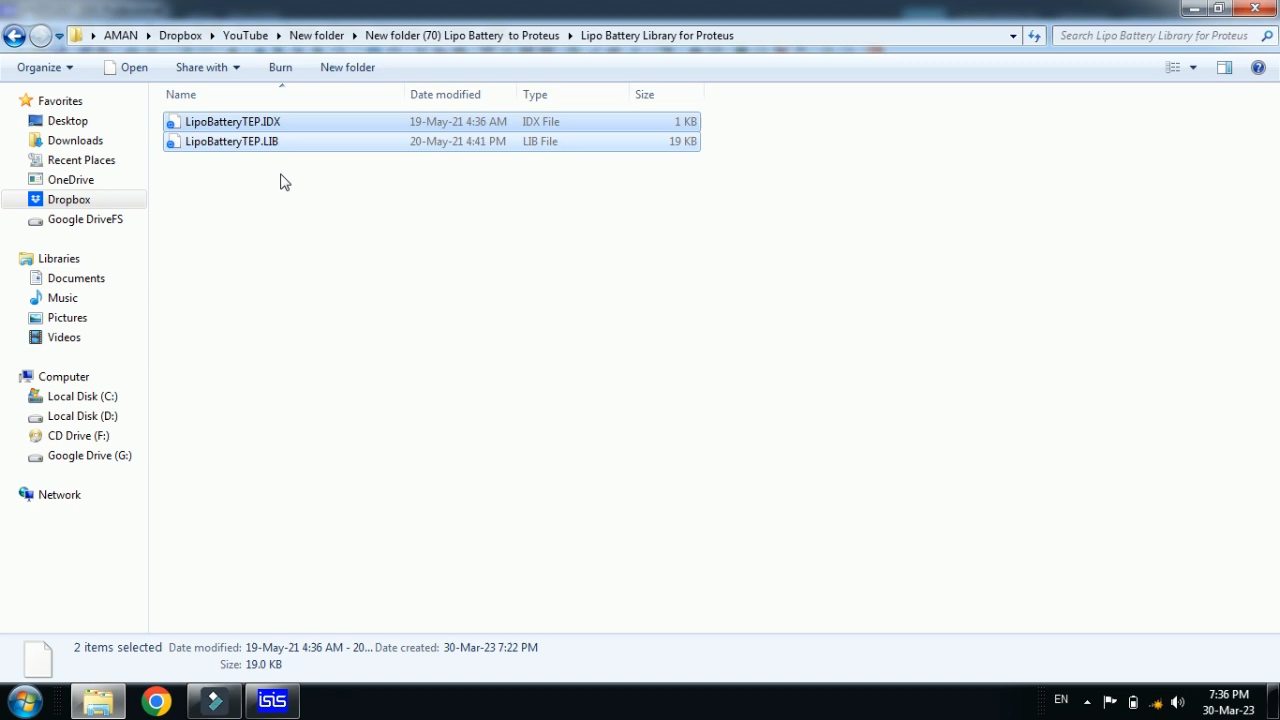 AMAN Dropbox YouTube New folder New folder (70) Lipo Battery to Proteus Lipo Battery Library for Proteus Search Lipo Battery Library for Proteus
Organize Open Share with Burn New folder
Name Date modified Type Size
LipoBatteryTEP.IDX 19-May-21 4:36 AM IDX File 1 KB
LipoBatteryTEP.LIB 20-May-21 4:41 PM LIB File 19 KB
Favorites
Desktop
Downloads
Recent Places
OneDrive
Dropbox
Google DriveFS
Libraries
Documents
Music
Pictures
Videos
Computer
Local Disk (C:)
Local Disk (D:)
CD Drive (F:)
Google Drive (G:)
Network
2 items selected Date modified: 19-May-21 4:36 AM - 20... Date created: 30-Mar-23 7:22 PM
Size: 19.0 KB
isis
EN
7:36 PM
30-Mar-23